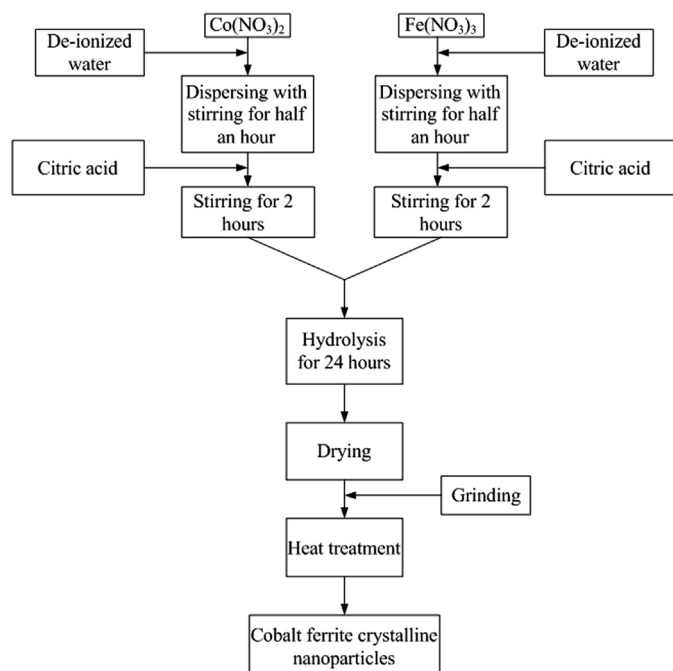 Co(NO₃)₂
Fe(NO₃)₃
De-ionized
water
De-ionized
water
Dispersing with
stirring for half
an hour
Dispersing with
stirring for half
an hour
Citric acid
Citric acid
Stirring for 2
hours
Stirring for 2
hours
Hydrolysis
for 24 hours
Drying
Grinding
Heat treatment
Cobalt ferrite crystalline
nanoparticles